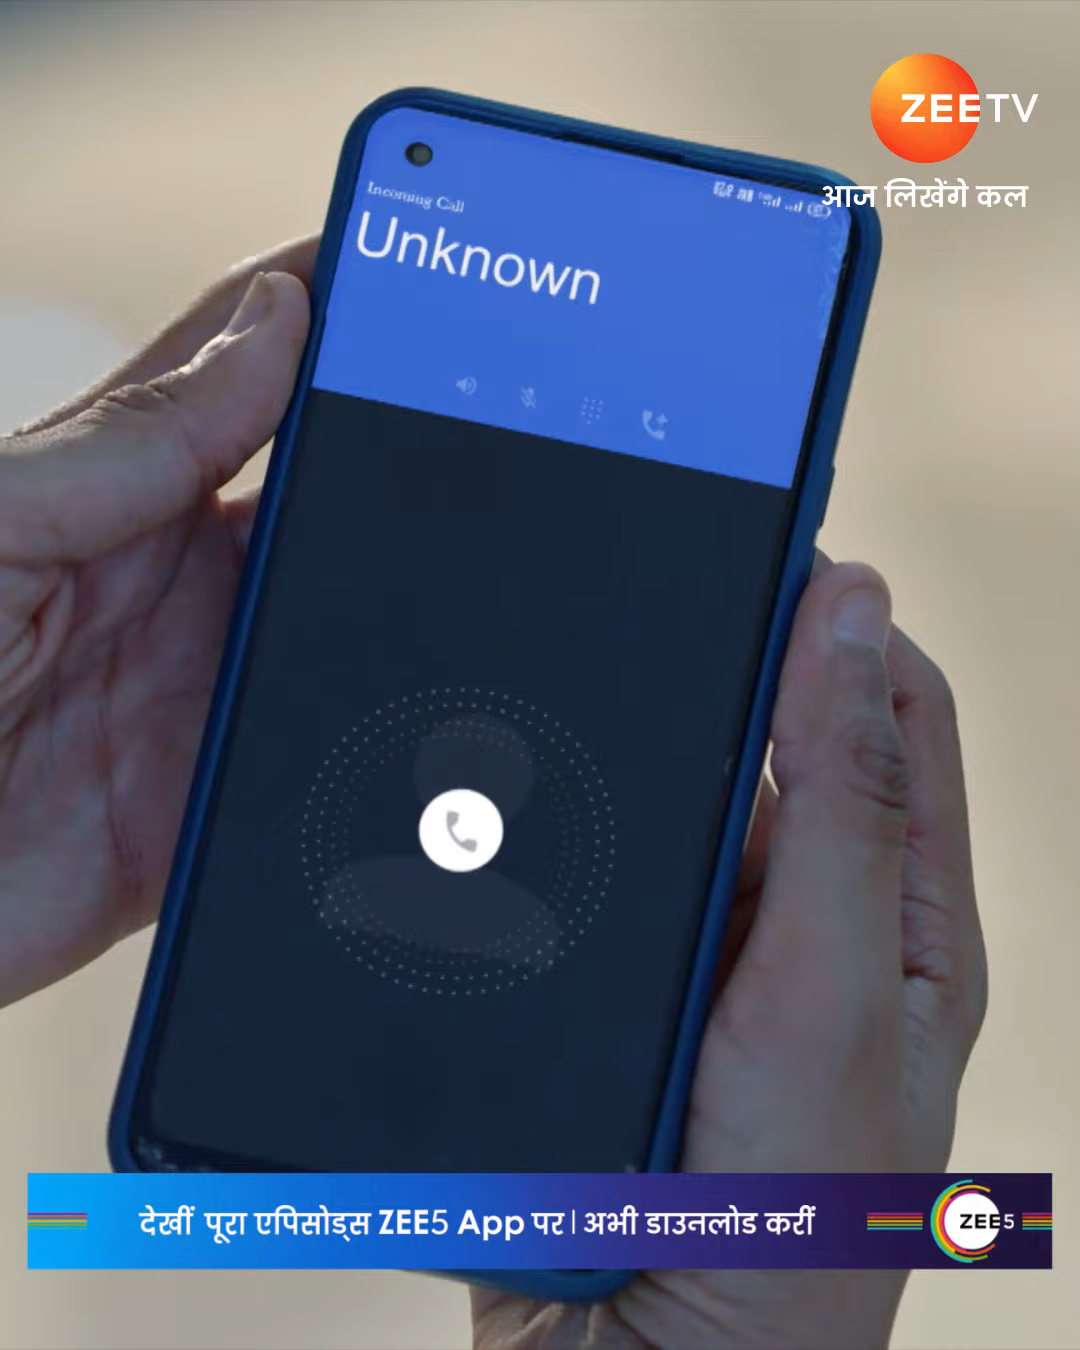 ZEETV
आज लिखेंगे कल
Incoming Call
Unknown
देखीं पूरा एपिसोड्स ZEE5 App पर | अभी डाउनलोड करीं
ZEE5